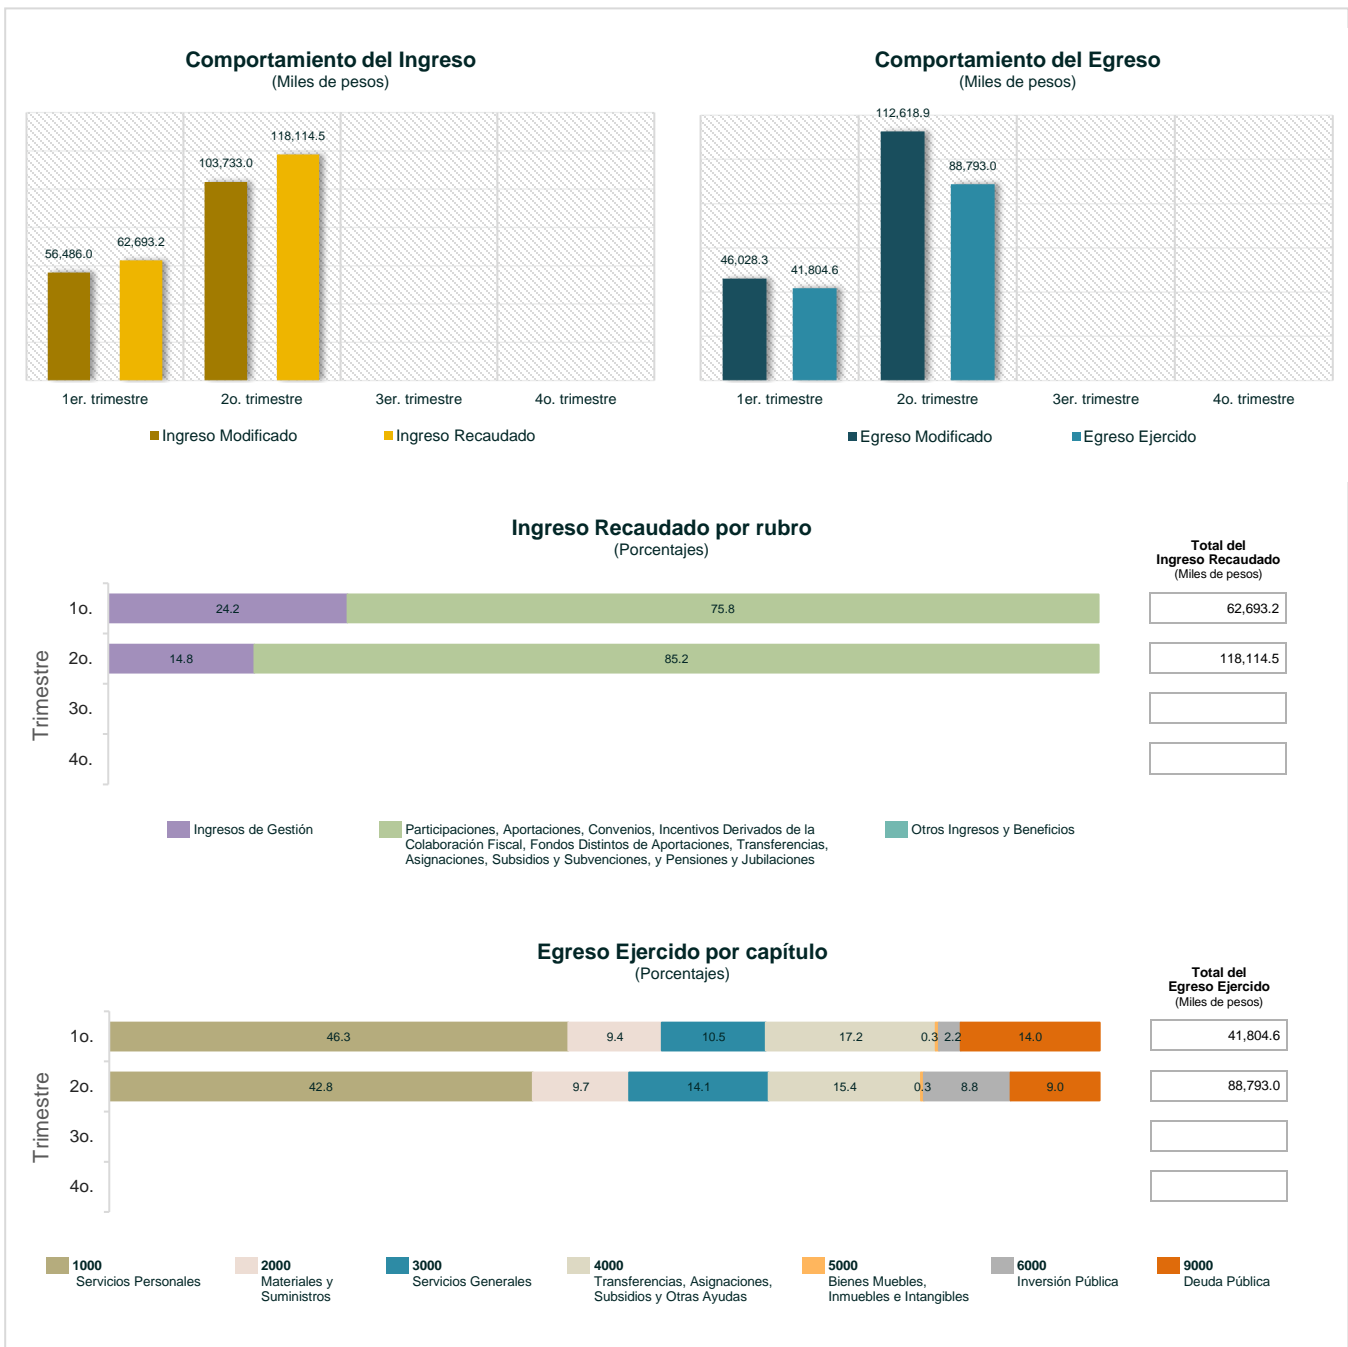 Comportamiento del Ingreso
(Miles de pesos)
118,114.5
103,733.0
62,693.2
56,486.0
1er. trimestre
2o. trimestre
3er. trimestre
4o. trimestre
Ingreso Modificado
Ingreso Recaudado
Comportamiento del Egreso
(Miles de pesos)
112,618.9
88,793.0
46,028.3
41,804.6
1er. trimestre
2o. trimestre
3er. trimestre
4o. trimestre
Egreso Modificado
Egreso Ejercido
Ingreso Recaudado por rubro
(Porcentajes)
Total del
Ingreso Recaudado
(Miles de pesos)
Trimestre
1o.
24.2
75.8
62,693.2
2o.
14.8
85.2
118,114.5
3o.
4o.
Ingresos de Gestión
Participaciones, Aportaciones, Convenios, Incentivos Derivados de la
Colaboración Fiscal, Fondos Distintos de Aportaciones, Transferencias,
Asignaciones, Subsidios y Subvenciones, y Pensiones y Jubilaciones
Otros Ingresos y Beneficios
Egreso Ejercido por capítulo
(Porcentajes)
Total del
Egreso Ejercido
(Miles de pesos)
Trimestre
1o.
46.3
9.4
10.5
17.2
0.3
2.2
14.0
41,804.6
2o.
42.8
9.7
14.1
15.4
0.3
8.8
9.0
88,793.0
3o.
4o.
1000
Servicios Personales
2000
Materiales y
Suministros
3000
Servicios Generales
4000
Transferencias, Asignaciones,
Subsidios y Otras Ayudas
5000
Bienes Muebles,
Inmuebles e Intangibles
6000
Inversión Pública
9000
Deuda Pública